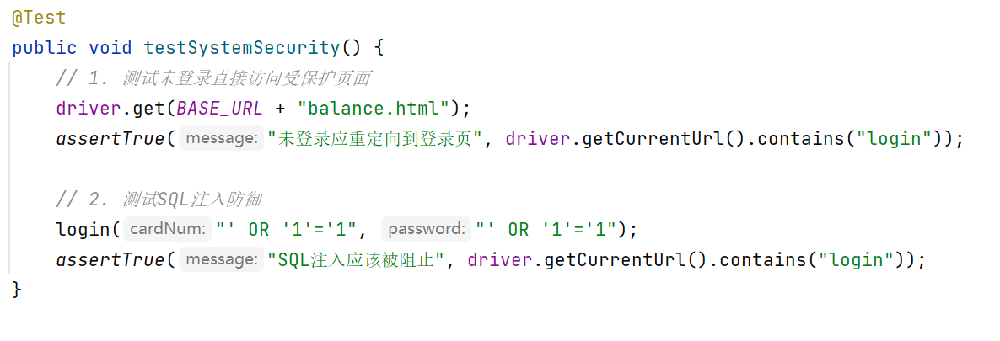 @Test
public void testSystemSecurity() {
// 1. 测试未登录直接访问受保护页面
driver.get(BASE_URL + "balance.html");
assertTrue( message: "未登录应重定向到登录页", driver.getCurrentUrl().contains("login"));
// 2. 测试SQL注入防御
login( cardNum: "' OR '1'='1", password: "' OR '1'='1");
assertTrue( message: "SQL注入应该被阻止", driver.getCurrentUrl().contains("login"));
}